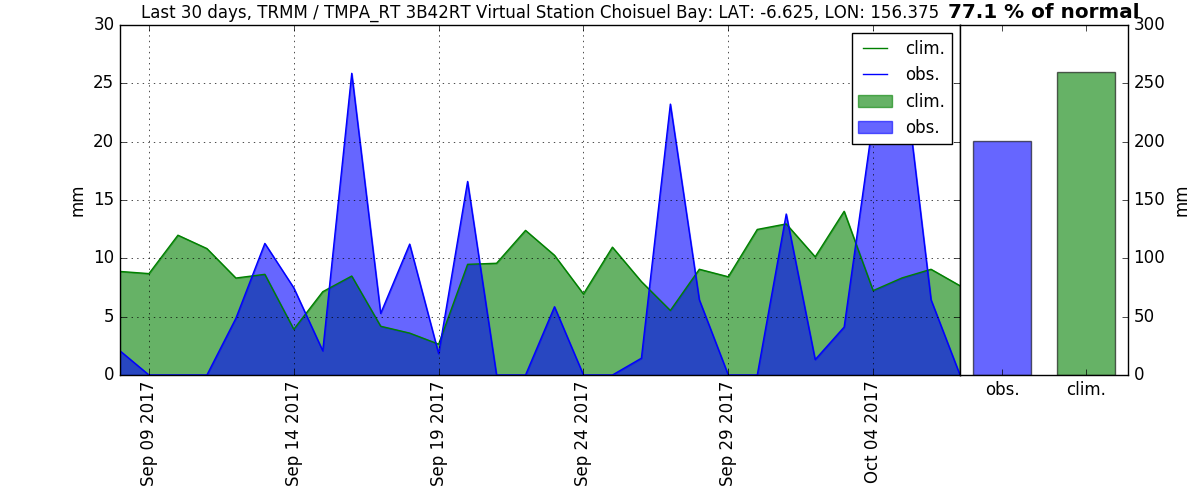 Last 30 days, TRMM / TMPA_RT 3B42RT Virtual Station Choisuel Bay: LAT: -6.625, LON: 156.375 77.1 % of normal
30 300
25 250
20 200
15 150
10 100
5 50
0 0
mm
mm
clim.
obs.
clim.
obs.
Sep 09 2017
Sep 14 2017
Sep 19 2017
Sep 24 2017
Sep 29 2017
Oct 04 2017
obs. clim.